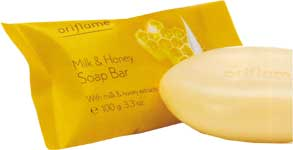 oriflame
Milk & Honey
Soap Bar
With milk & honey extracts
℮ 100 g 3.3 oz.
oriflame